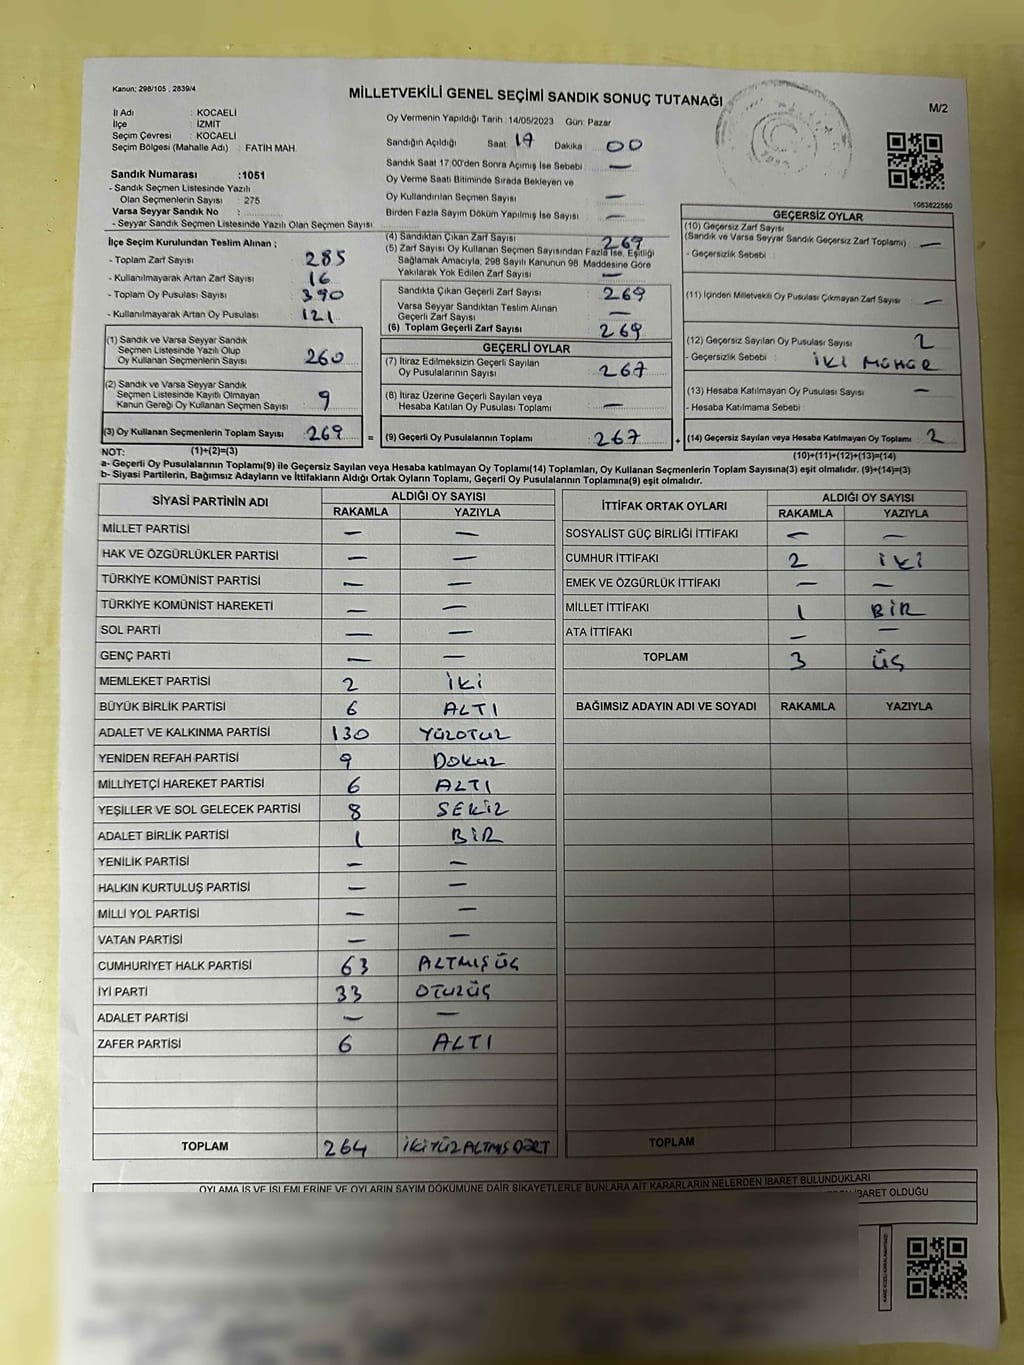 Kanun; 298/105 , 2839/4
MİLLETVEKİLİ GENEL SEÇİMİ SANDIK SONUÇ TUTANAĞI
M/2
İl Adı : KOCAELİ
İlçe : İZMİT
Seçim Çevresi : KOCAELİ
Seçim Bölgesi (Mahalle Adı) : FATİH MAH.
Oy Vermenin Yapıldığı Tarih :14/05/2023 Gün: Pazar
Sandığın Açıldığı Saat: 17 Dakika : 00
Sandık Saat 17:00'den Sonra Açımış İse Sebebi : —
Oy Verme Saati Bitiminde Sırada Bekleyen ve
Oy Kullandırılan Seçmen Sayısı : —
Birden Fazla Sayım Döküm Yapılmış İse Sayısı : —
1063822580
Sandık Numarası :1051
- Sandık Seçmen Listesinde Yazılı
Olan Seçmenlerin Sayısı : 275
Varsa Seyyar Sandık No :
- Seyyar Sandık Seçmen Listesinde Yazılı Olan Seçmen Sayısı:
İlçe Seçim Kurulundan Teslim Alınan ;
- Toplam Zarf Sayısı : 285
- Kullanılmayarak Artan Zarf Sayısı : 16
- Toplam Oy Pusulası Sayısı : 390
- Kullanılmayarak Artan Oy Pusulası : 121
(1) Sandık ve Varsa Seyyar Sandık
Seçmen Listesinde Yazılı Olup
Oy Kullanan Seçmenlerin Sayısı : 260
(2) Sandık ve Varsa Seyyar Sandık
Seçmen Listesinde Kayıtlı Olmayan
Kanun Gereği Oy Kullanan Seçmen Sayısı : 9
(3) Oy Kullanan Seçmenlerin Toplam Sayısı : 269
(4) Sandıktan Çıkan Zarf Sayısı : 269
(5) Zarf Sayısı Oy Kullanan Seçmen Sayısından Fazla İse, Eşitliği
Sağlamak Amacıyla, 298 Sayılı Kanunun 98. Maddesine Göre
Yakılarak Yok Edilen Zarf Sayısı : —
Sandıkta Çıkan Geçerli Zarf Sayısı : 269
Varsa Seyyar Sandıktan Teslim Alınan
Geçerli Zarf Sayısı : —
(6) Toplam Geçerli Zarf Sayısı : 269
GEÇERLİ OYLAR
(7) İtiraz Edilmeksizin Geçerli Sayılan
Oy Pusulalarının Sayısı : 267
(8) İtiraz Üzerine Geçerli Sayılan veya
Hesaba Katılan Oy Pusulası Toplamı : —
= (9) Geçerli Oy Pusulalarının Toplamı : 267
GEÇERSİZ OYLAR
(10) Geçersiz Zarf Sayısı
(Sandık ve Varsa Seyyar Sandık Geçersiz Zarf Toplamı) : —
- Geçersizlik Sebebi :
(11) İçinden Milletvekili Oy Pusulası Çıkmayan Zarf Sayısı : —
(12) Geçersiz Sayılan Oy Pusulası Sayısı : 2
- Geçersizlik Sebebi : İKİ MÜHÜR
(13) Hesaba Katılmayan Oy Pusulası Sayısı : —
- Hesaba Katılmama Sebebi :
+ (14) Geçersiz Sayılan veya Hesaba Katılmayan Oy Toplamı : 2
NOT: (1)+(2)=(3)
(10)+(11)+(12)+(13)=(14)
a- Geçerli Oy Pusulalarının Toplamı(9) ile Geçersiz Sayılan veya Hesaba katılmayan Oy Toplamı(14) Toplamları, Oy Kullanan Seçmenlerin Toplam Sayısına(3) eşit olmalıdır. (9)+(14)=(3)
b- Siyasi Partilerin, Bağımsız Adayların ve İttifakların Aldığı Ortak Oyların Toplamı, Geçerli Oy Pusulalarının Toplamına(9) eşit olmalıdır.
SİYASİ PARTİNİN ADI ALDIĞI OY SAYISI
RAKAMLA YAZIYLA
MİLLET PARTİSİ — —
HAK VE ÖZGÜRLÜKLER PARTİSİ — —
TÜRKİYE KOMÜNİST PARTİSİ — —
TÜRKİYE KOMÜNİST HAREKETİ — —
SOL PARTİ — —
GENÇ PARTİ — —
MEMLEKET PARTİSİ 2 İKİ
BÜYÜK BİRLİK PARTİSİ 6 ALTI
ADALET VE KALKINMA PARTİSİ 130 YÜZOTUZ
YENİDEN REFAH PARTİSİ 9 DOKUZ
MİLLİYETÇİ HAREKET PARTİSİ 6 ALTI
YEŞİLLER VE SOL GELECEK PARTİSİ 8 SEKİZ
ADALET BİRLİK PARTİSİ 1 BİR
YENİLİK PARTİSİ — —
HALKIN KURTULUŞ PARTİSİ — —
MİLLİ YOL PARTİSİ — —
VATAN PARTİSİ — —
CUMHURİYET HALK PARTİSİ 63 ALTMIŞ ÜÇ
İYİ PARTİ 33 OTUZÜÇ
ADALET PARTİSİ — —
ZAFER PARTİSİ 6 ALTI
TOPLAM 264 İKİYÜZALTMIŞDÖRT
İTTİFAK ORTAK OYLARI ALDIĞI OY SAYISI
RAKAMLA YAZIYLA
SOSYALİST GÜÇ BİRLİĞİ İTTİFAKI — —
CUMHUR İTTİFAKI 2 İKİ
EMEK VE ÖZGÜRLÜK İTTİFAKI — —
MİLLET İTTİFAKI 1 BİR
ATA İTTİFAKI — —
TOPLAM 3 ÜÇ
BAĞIMSIZ ADAYIN ADI VE SOYADI RAKAMLA YAZIYLA
TOPLAM
OYLAMA İŞ VE İŞLEMLERİNE VE OYLARIN SAYIM DÖKÜMÜNE DAİR ŞİKAYETLERLE BUNLARA AİT KARARLARIN NELERDEN İBARET BULUNDUKLARI
İBARET OLDUĞU